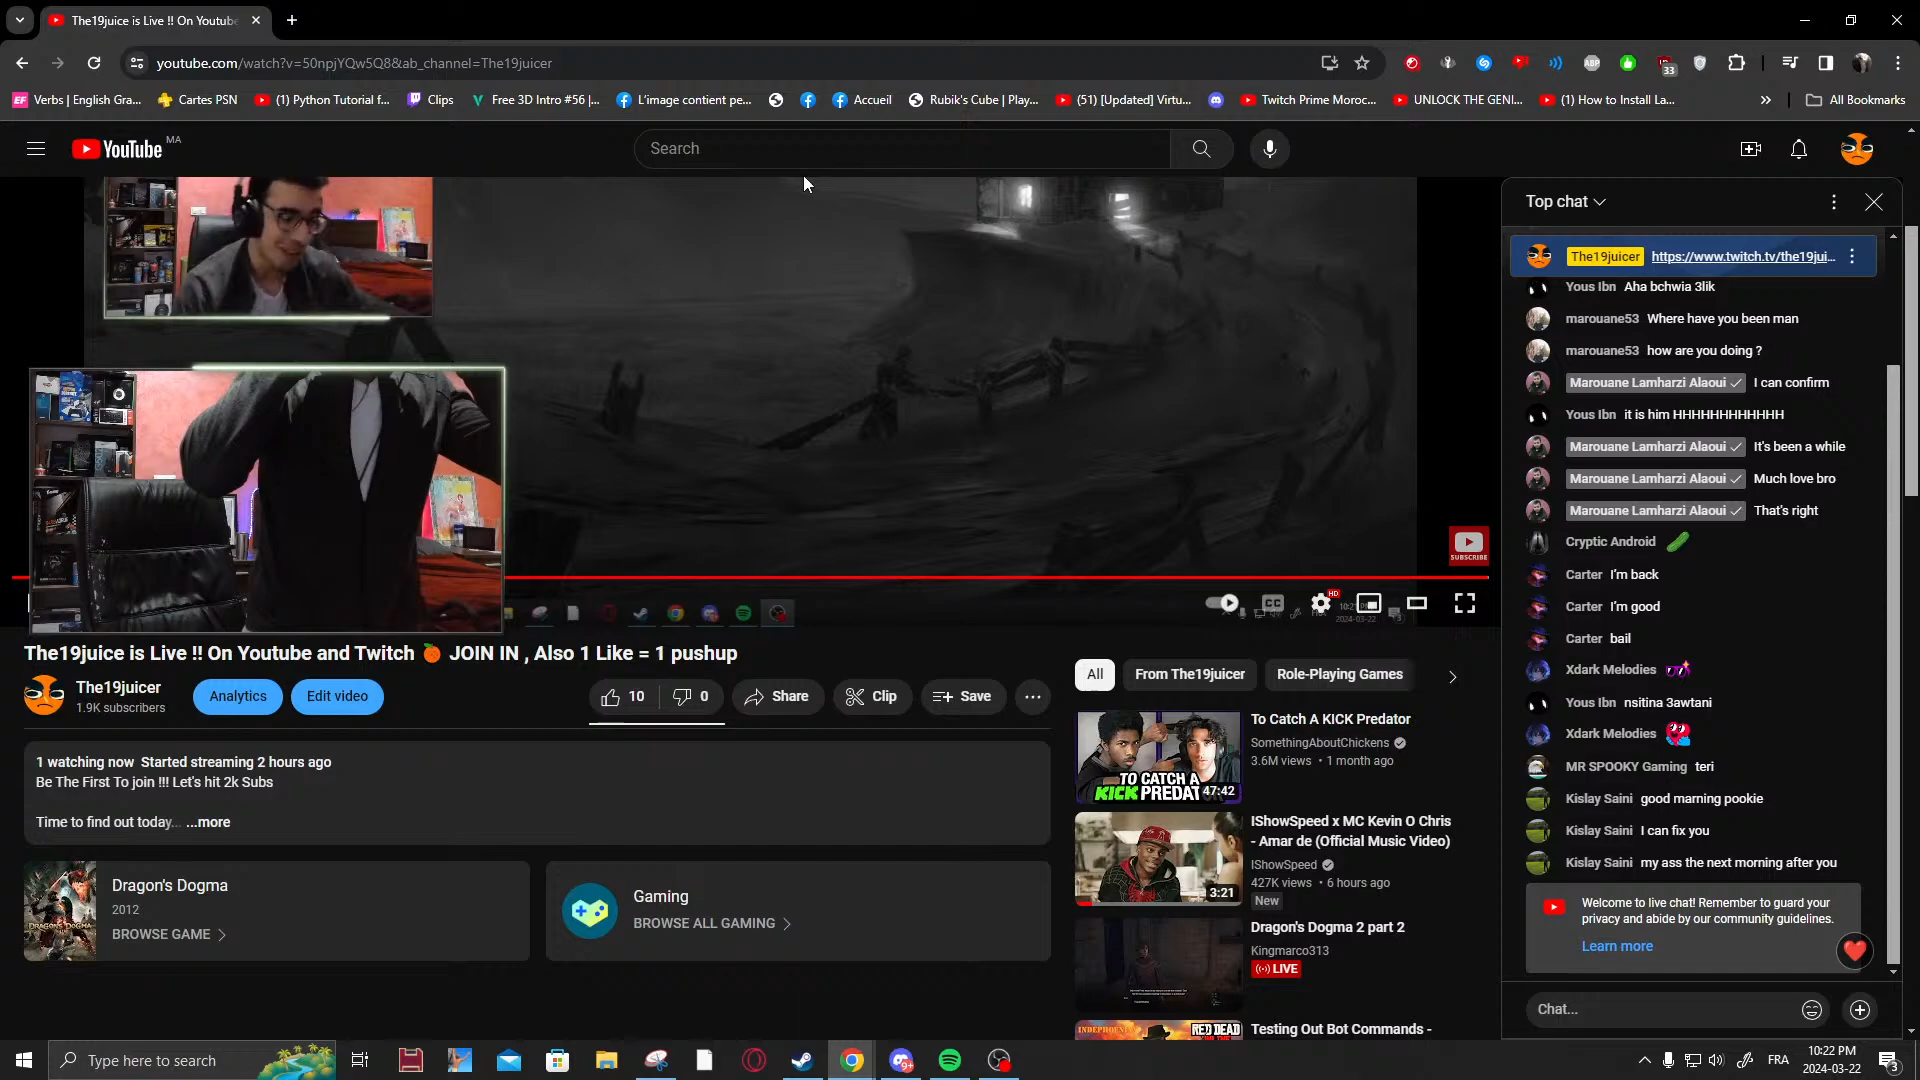 The19juice is Live !! On Youtub
youtube.com/watch?v=50npjYQw5Q8&ab_channel=The19juicer
ABP
33
EF Verbs | English Gra...
Cartes PSN
(1) Python Tutorial f...
Clips
Free 3D Intro #56 |...
L'image contient pe...
Accueil
Rubik's Cube | Play...
(51) [Updated] Virtu...
Twitch Prime Moroc...
UNLOCK THE GENI...
(1) How to Install La...
All Bookmarks
YouTube MA
Search
Top chat
The19juicer https://www.twitch.tv/the19jui...
Yous Ibn Aha bchwia 3lik
marouane53 Where have you been man
marouane53 how are you doing ?
Marouane Lamharzi Alaoui I can confirm
Yous Ibn it is him HHHHHHHHHHHH
Marouane Lamharzi Alaoui It's been a while
Marouane Lamharzi Alaoui Much love bro
Marouane Lamharzi Alaoui That's right
Cryptic Android
Carter I'm back
Carter I'm good
Carter bail
Xdark Melodies
Yous Ibn nsitina 3awtani
Xdark Melodies
MR SPOOKY Gaming teri
Kislay Saini good morning pookie
Kislay Saini I can fix you
Kislay Saini my ass the next morning after you
Welcome to live chat! Remember to guard your
privacy and abide by our community guidelines.
Learn more
Chat...
SUBSCRIBE
CC
HD
2024-03-22
The19juice is Live !! On Youtube and Twitch 🍊 JOIN IN , Also 1 Like = 1 pushup
The19juicer
1.9K subscribers
Analytics
Edit video
10
0
Share
Clip
Save
1 watching now Started streaming 2 hours ago
Be The First To join !!! Let's hit 2k Subs
Time to find out today... ...more
DRAGON'S DOGMA
Dragon's Dogma
2012
BROWSE GAME
Gaming
BROWSE ALL GAMING
All
From The19juicer
Role-Playing Games
TO CATCH A
KICK PREDAT
47:42
To Catch A KICK Predator
SomethingAboutChickens
3.6M views • 1 month ago
3:21
IShowSpeed x MC Kevin O Chris
- Amar de (Official Music Video)
IShowSpeed
427K views • 6 hours ago
New
Dragon's Dogma 2 part 2
Kingmarco313
LIVE
RED DEAD
Testing Out Bot Commands -
Type here to search
9+
FRA
10:22 PM
2024-03-22
3